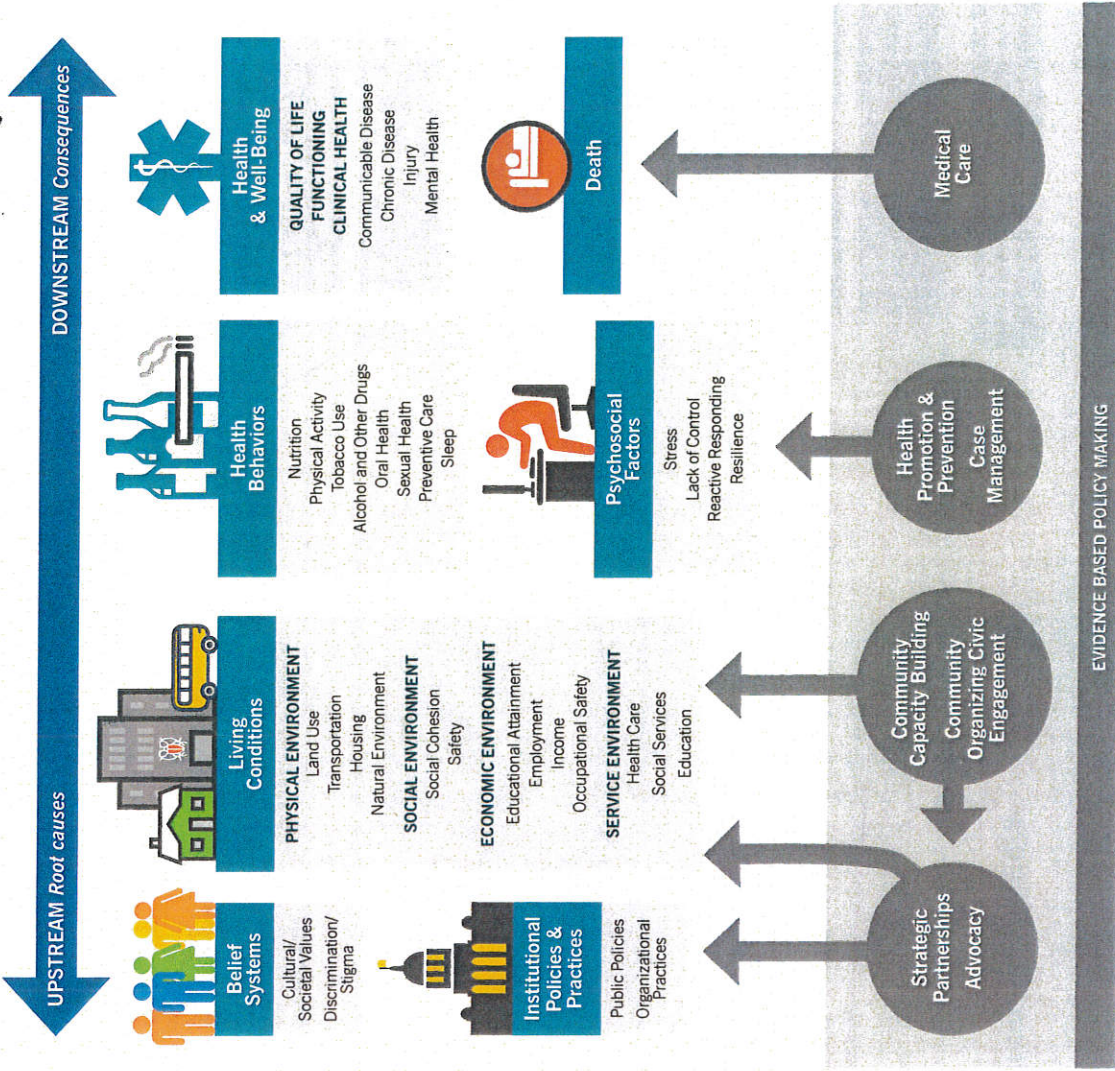 UPSTREAM Root causes
DOWNSTREAM Consequences
Belief
Systems
Cultural/
Societal Values
Discrimination/
Stigma
Institutional
Policies &
Practices
Public Policies
Organizational
Practices
Living
Conditions
PHYSICAL ENVIRONMENT
Land Use
Transportation
Housing
Natural Environment
SOCIAL ENVIRONMENT
Social Cohesion
Safety
ECONOMIC ENVIRONMENT
Educational Attainment
Employment
Income
Occupational Safety
SERVICE ENVIRONMENT
Health Care
Social Services
Education
Health
Behaviors
Nutrition
Physical Activity
Tobacco Use
Alcohol and Other Drugs
Oral Health
Sexual Health
Preventive Care
Sleep
Psychosocial
Factors
Stress
Lack of Control
Reactive Responding
Resilience
Health
& Well-Being
QUALITY OF LIFE
FUNCTIONING
CLINICAL HEALTH
Communicable Disease
Chronic Disease
Injury
Mental Health
Death
Strategic
Partnerships
Advocacy
Community
Capacity Building
Community
Organizing Civic
Engagement
Health
Promotion &
Prevention
Case
Management
Medical
Care
EVIDENCE BASED POLICY MAKING